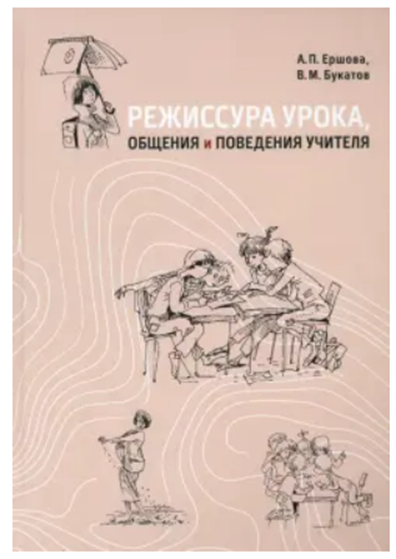 А. П. Ершова,
В. М. Букатов
РЕЖИССУРА УРОКА,
ОБЩЕНИЯ и ПОВЕДЕНИЯ УЧИТЕЛЯ